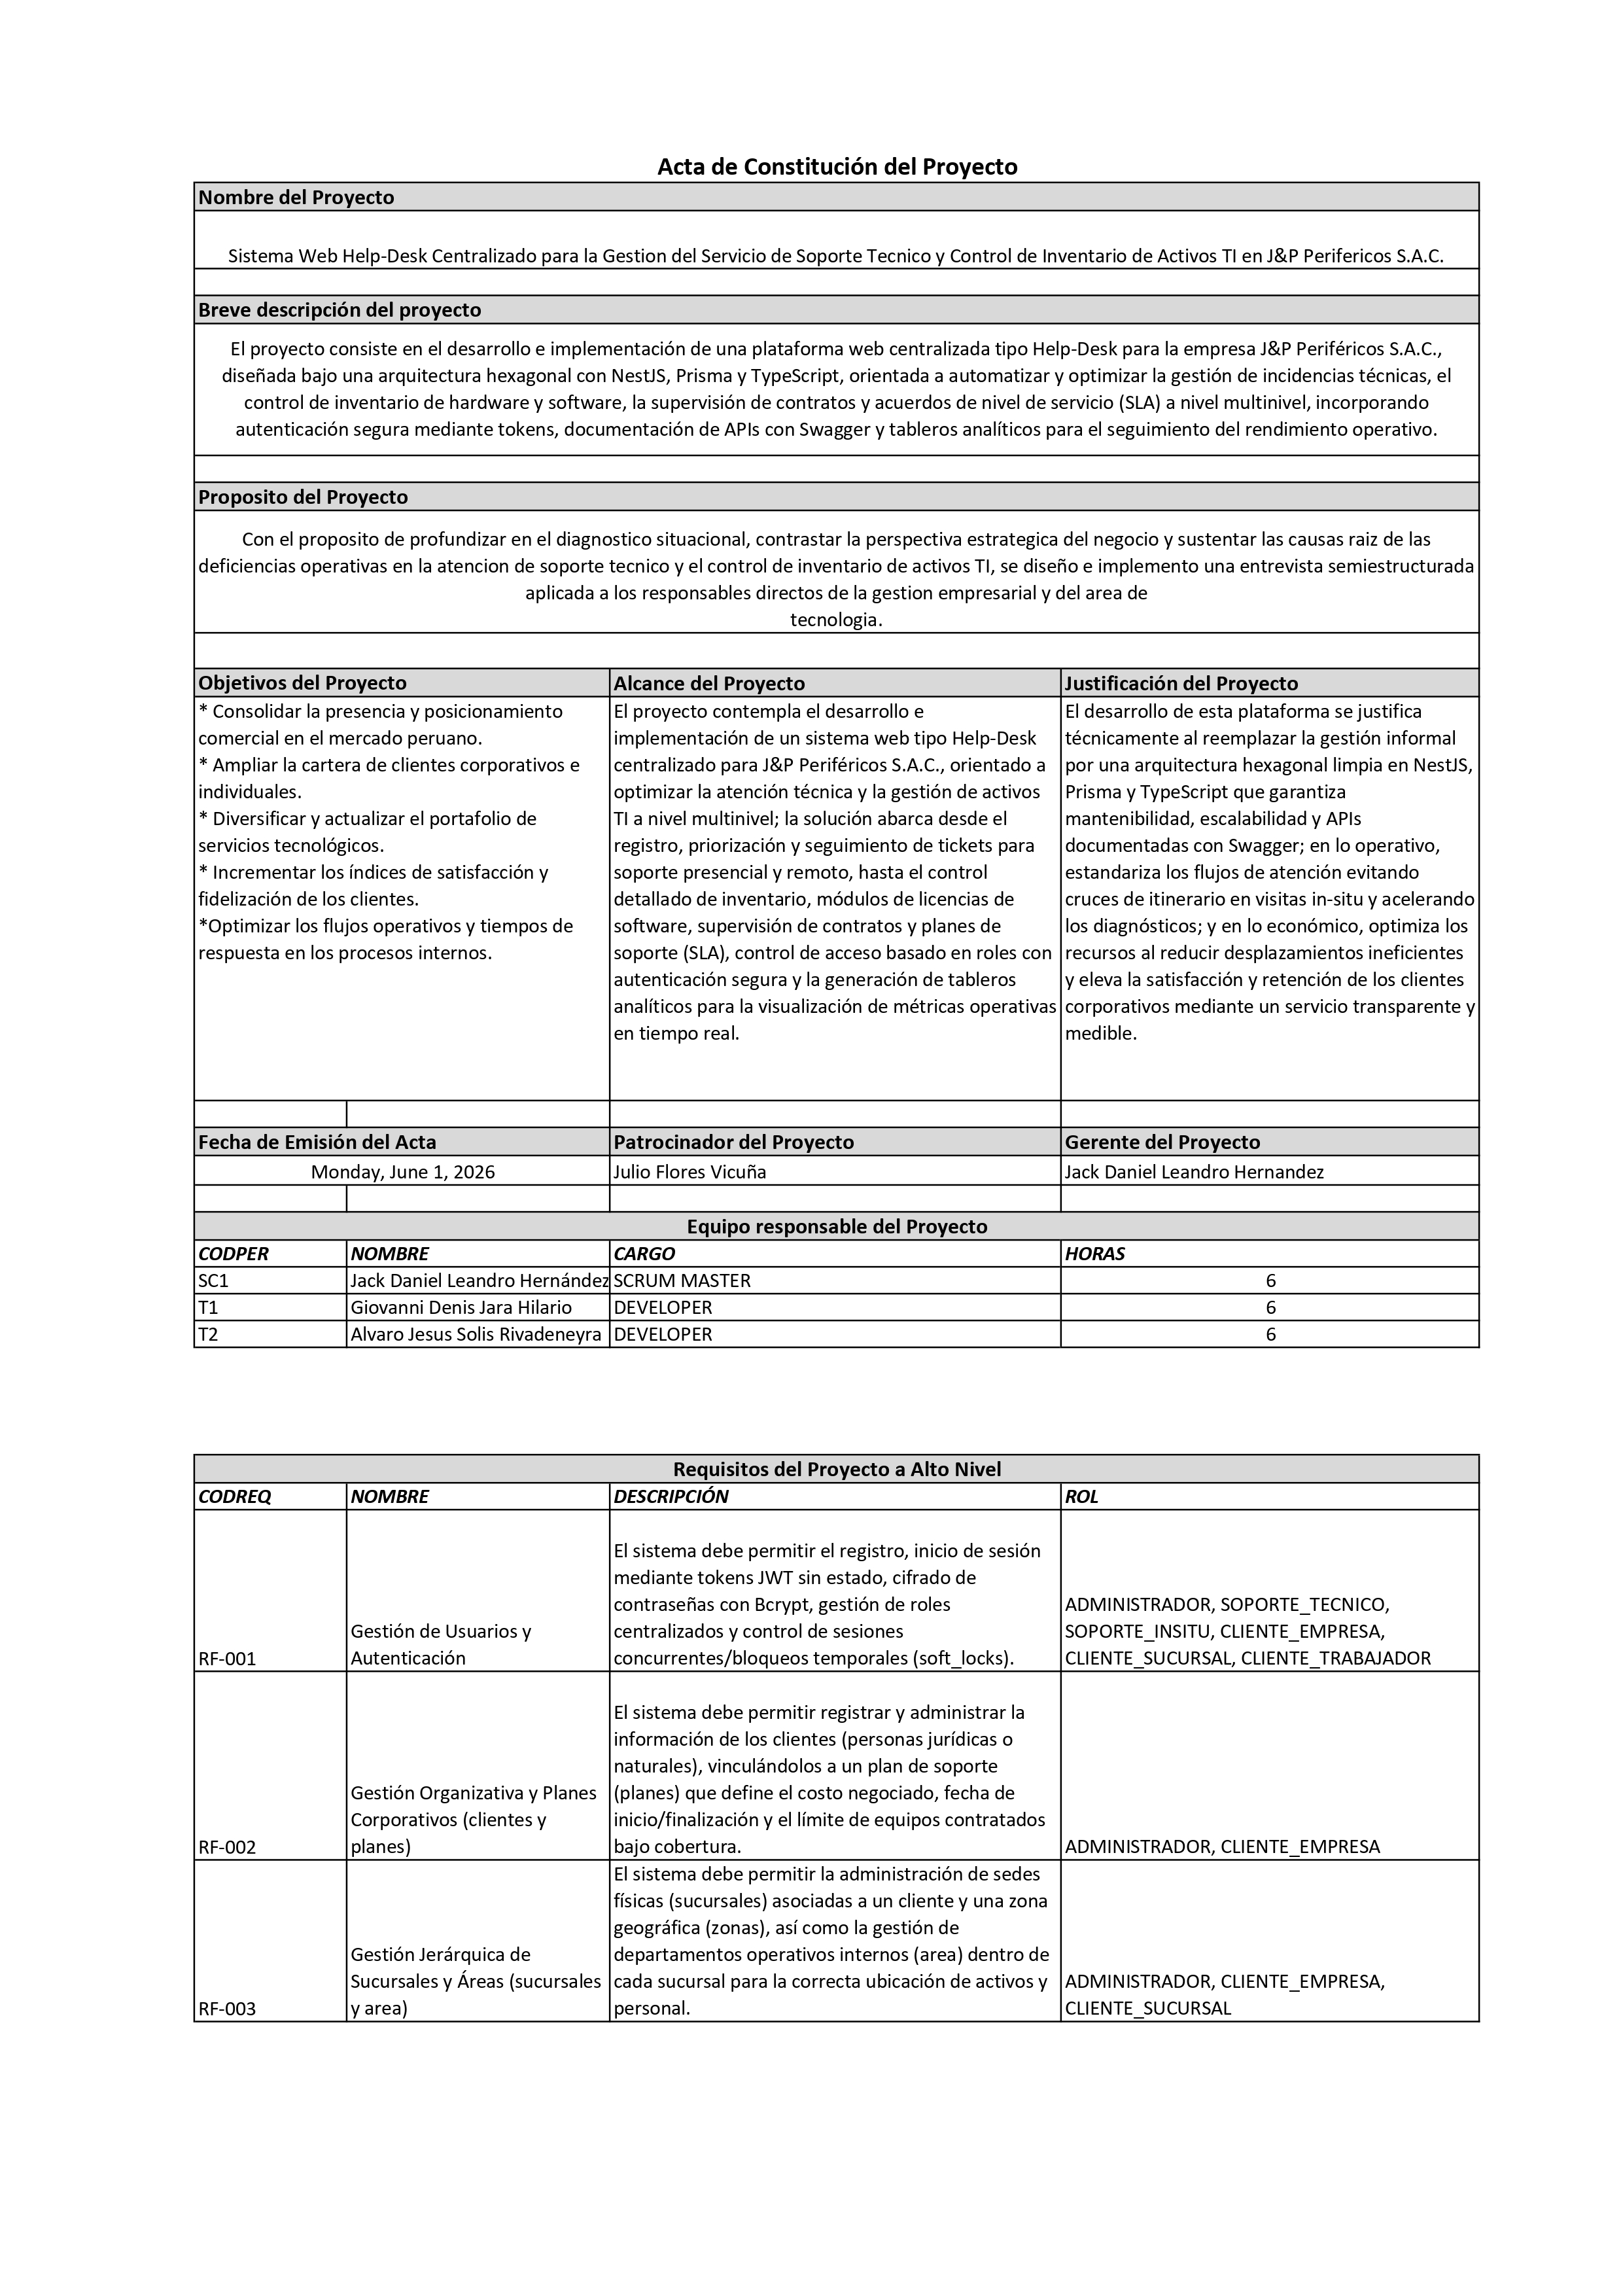 Acta de Constitución del Proyecto
Nombre del Proyecto
Sistema Web Help-Desk Centralizado para la Gestion del Servicio de Soporte Tecnico y Control de Inventario de Activos TI en J&P Perifericos S.A.C.
Breve descripción del proyecto
El proyecto consiste en el desarrollo e implementación de una plataforma web centralizada tipo Help-Desk para la empresa J&P Periféricos S.A.C.,
diseñada bajo una arquitectura hexagonal con NestJS, Prisma y TypeScript, orientada a automatizar y optimizar la gestión de incidencias técnicas, el
control de inventario de hardware y software, la supervisión de contratos y acuerdos de nivel de servicio (SLA) a nivel multinivel, incorporando
autenticación segura mediante tokens, documentación de APIs con Swagger y tableros analíticos para el seguimiento del rendimiento operativo.
Proposito del Proyecto
Con el proposito de profundizar en el diagnostico situacional, contrastar la perspectiva estrategica del negocio y sustentar las causas raiz de las
deficiencias operativas en la atencion de soporte tecnico y el control de inventario de activos TI, se diseño e implemento una entrevista semiestructurada
aplicada a los responsables directos de la gestion empresarial y del area de
tecnologia.
Objetivos del Proyecto
* Consolidar la presencia y posicionamiento
comercial en el mercado peruano.
* Ampliar la cartera de clientes corporativos e
individuales.
* Diversificar y actualizar el portafolio de
servicios tecnológicos.
* Incrementar los índices de satisfacción y
fidelización de los clientes.
*Optimizar los flujos operativos y tiempos de
respuesta en los procesos internos.
Alcance del Proyecto
El proyecto contempla el desarrollo e
implementación de un sistema web tipo Help-Desk
centralizado para J&P Periféricos S.A.C., orientado a
optimizar la atención técnica y la gestión de activos
TI a nivel multinivel; la solución abarca desde el
registro, priorización y seguimiento de tickets para
soporte presencial y remoto, hasta el control
detallado de inventario, módulos de licencias de
software, supervisión de contratos y planes de
soporte (SLA), control de acceso basado en roles con
autenticación segura y la generación de tableros
analíticos para la visualización de métricas operativas
en tiempo real.
Justificación del Proyecto
El desarrollo de esta plataforma se justifica
técnicamente al reemplazar la gestión informal
por una arquitectura hexagonal limpia en NestJS,
Prisma y TypeScript que garantiza
mantenibilidad, escalabilidad y APIs
documentadas con Swagger; en lo operativo,
estandariza los flujos de atención evitando
cruces de itinerario en visitas in-situ y acelerando
los diagnósticos; y en lo económico, optimiza los
recursos al reducir desplazamientos ineficientes
y eleva la satisfacción y retención de los clientes
corporativos mediante un servicio transparente y
medible.
Fecha de Emisión del Acta
Monday, June 1, 2026
Patrocinador del Proyecto
Julio Flores Vicuña
Gerente del Proyecto
Jack Daniel Leandro Hernandez
Equipo responsable del Proyecto
CODPER NOMBRE CARGO HORAS
SC1 Jack Daniel Leandro Hernández SCRUM MASTER 6
T1 Giovanni Denis Jara Hilario DEVELOPER 6
T2 Alvaro Jesus Solis Rivadeneyra DEVELOPER 6
Requisitos del Proyecto a Alto Nivel
CODREQ NOMBRE DESCRIPCIÓN ROL
RF-001
Gestión de Usuarios y
Autenticación
El sistema debe permitir el registro, inicio de sesión
mediante tokens JWT sin estado, cifrado de
contraseñas con Bcrypt, gestión de roles
centralizados y control de sesiones
concurrentes/bloqueos temporales (soft_locks).
ADMINISTRADOR, SOPORTE_TECNICO,
SOPORTE_INSITU, CLIENTE_EMPRESA,
CLIENTE_SUCURSAL, CLIENTE_TRABAJADOR
RF-002
Gestión Organizativa y Planes
Corporativos (clientes y
planes)
El sistema debe permitir registrar y administrar la
información de los clientes (personas jurídicas o
naturales), vinculándolos a un plan de soporte
(planes) que define el costo negociado, fecha de
inicio/finalización y el límite de equipos contratados
bajo cobertura.
ADMINISTRADOR, CLIENTE_EMPRESA
RF-003
Gestión Jerárquica de
Sucursales y Áreas (sucursales
y area)
El sistema debe permitir la administración de sedes
físicas (sucursales) asociadas a un cliente y una zona
geográfica (zonas), así como la gestión de
departamentos operativos internos (area) dentro de
cada sucursal para la correcta ubicación de activos y
personal.
ADMINISTRADOR, CLIENTE_EMPRESA,
CLIENTE_SUCURSAL